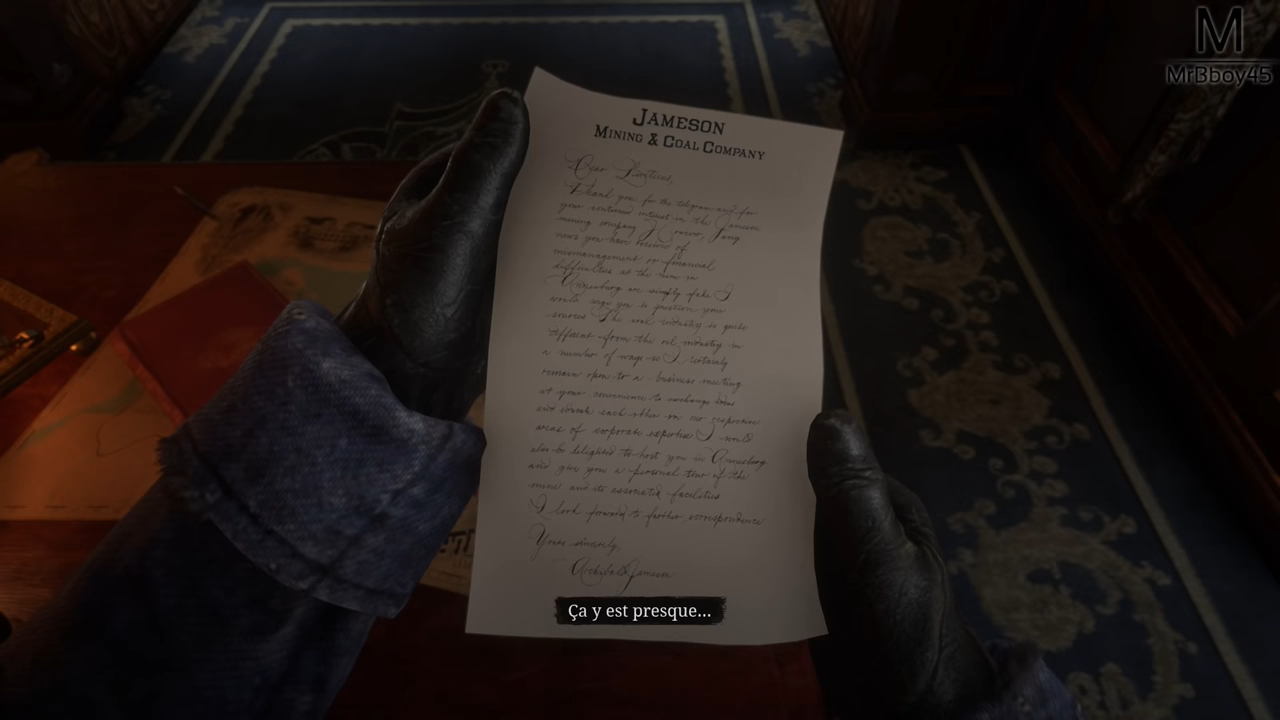 M
MrBboy45
JAMESON
MINING & COAL COMPANY
Dear Leviticus,
Thank you for the telegram and for
your continued interest in the Jameson
mining company. Of course, I any
news you have receive of
mismanagement or financial
difficulties at the mine in
Annesburg are simply fake. I
would urge you to question your
sources. The coal industry is quite
different from the oil industry in
a number of ways so I certainly
remain open to a business meeting
at your convenience to exchange ideas
and consult each other on our respective
areas of corporate expertise. I would
also be delighted to host you in Annesburg
and give you a personal tour of the
mine and its associated facilities
I look forward to further correspondence
Yours sincerely,
Archibald Jameson
Ça y est presque...